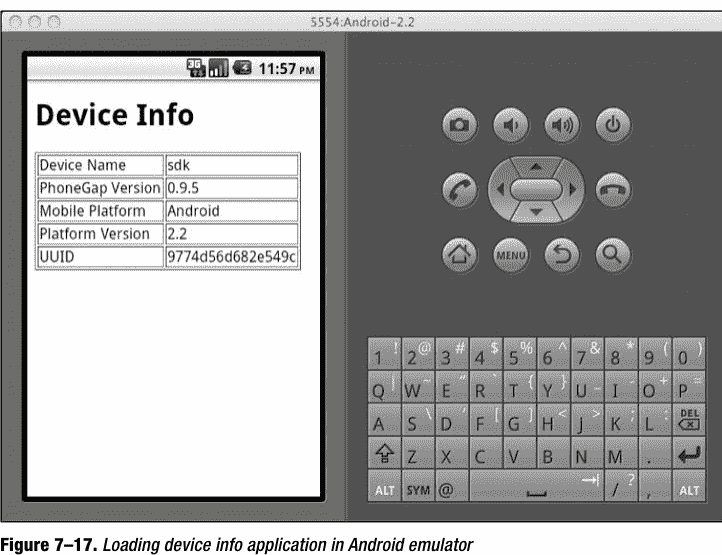 5554:Android-2.2
3G
11:57 PM
Device Info
Device Name sdk
PhoneGap Version 0.9.5
Mobile Platform Android
Platform Version 2.2
UUID 9774d56d682e549c
MENU
1 ! 2 @ 3 # 4 $ 5 % 6 ^ 7 & 8 * 9 ( 0 )
Q | W ~ E " R ` T { Y } U _ I - O + P =
A S \ D ' F [ G ] H < J > K ; L : DEL
Z X C V B N M .
ALT SYM @ / ? , ALT
Figure 7–17. Loading device info application in Android emulator